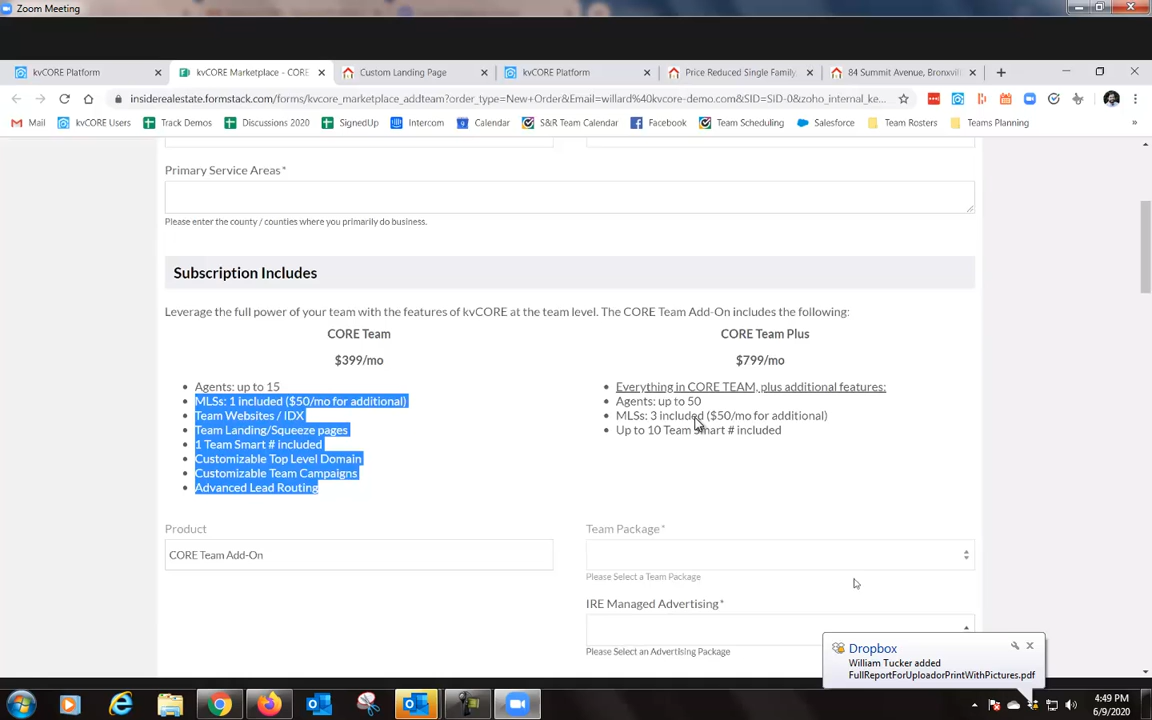 Zoom Meeting
kvCORE Platform
kvCORE Marketplace - CORE
Custom Landing Page
kvCORE Platform
Price Reduced Single Family
84 Summit Avenue, Bronxvill
insiderealestate.formstack.com/forms/kvcore_marketplace_addteam?order_type=New+Order&Email=willard%40kvcore-demo.com&SID=SID-0&zoho_internal_ke...
Mail
kvCORE Users
Track Demos
Discussions 2020
SignedUp
Intercom
Calendar
S&R Team Calendar
Facebook
Team Scheduling
Salesforce
Team Rosters
Teams Planning
Primary Service Areas*
Please enter the county / counties where you primarily do business.
Subscription Includes
Leverage the full power of your team with the features of kvCORE at the team level. The CORE Team Add-On includes the following:
CORE Team
$399/mo
Agents: up to 15
MLSs: 1 included ($50/mo for additional)
Team Websites / IDX
Team Landing/Squeeze pages
1 Team Smart # included
Customizable Top Level Domain
Customizable Team Campaigns
Advanced Lead Routing
CORE Team Plus
$799/mo
Everything in CORE TEAM, plus additional features:
Agents: up to 50
MLSs: 3 included ($50/mo for additional)
Up to 10 Team Smart # included
Product
CORE Team Add-On
Team Package*
Please Select a Team Package
IRE Managed Advertising*
Please Select an Advertising Package
Dropbox
William Tucker added
FullReportForUploadorPrintWithPictures.pdf
4:49 PM
6/9/2020